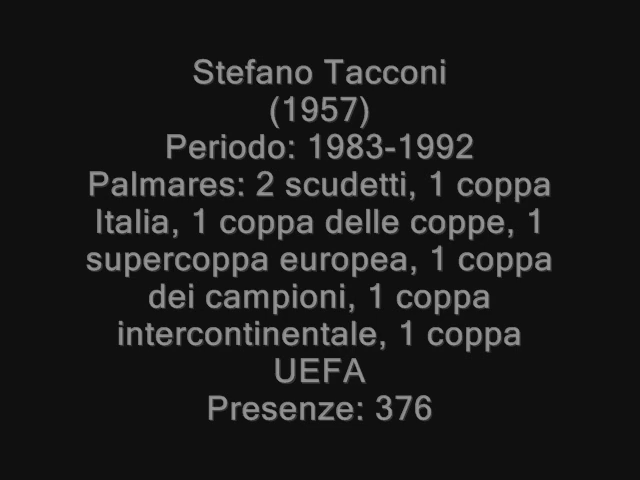 Stefano Tacconi
(1957)
Periodo: 1983-1992
Palmares: 2 scudetti, 1 coppa
Italia, 1 coppa delle coppe, 1
supercoppa europea, 1 coppa
dei campioni, 1 coppa
intercontinentale, 1 coppa
UEFA
Presenze: 376